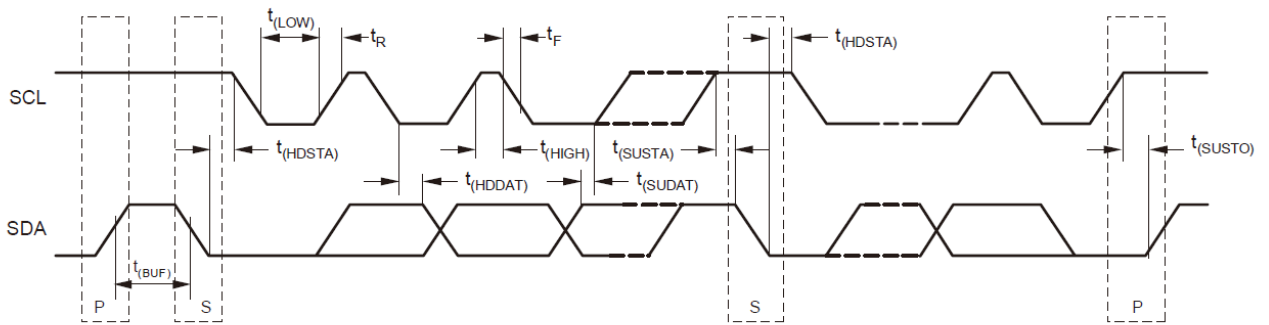 t(LOW)
tR
tF
t(HDSTA)
SCL
t(HDSTA)
t(HIGH)
t(SUSTA)
t(SUSTO)
t(HDDAT)
t(SUDAT)
SDA
t(BUF)
P
S
S
P